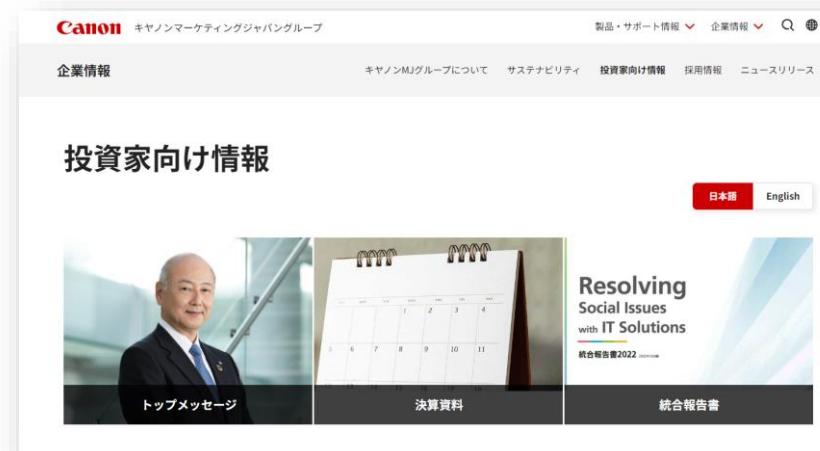 Canon キヤノンマーケティングジャパングループ
製品・サポート情報 企業情報
企業情報
キヤノンMJグループについて サステナビリティ 投資家向け情報 採用情報 ニュースリリース
投資家向け情報
日本語 English
トップメッセージ
1 2 3 4
5 6 7 8 9 10 11
決算資料
Resolving
Social Issues
with IT Solutions
統合報告書2022
統合報告書